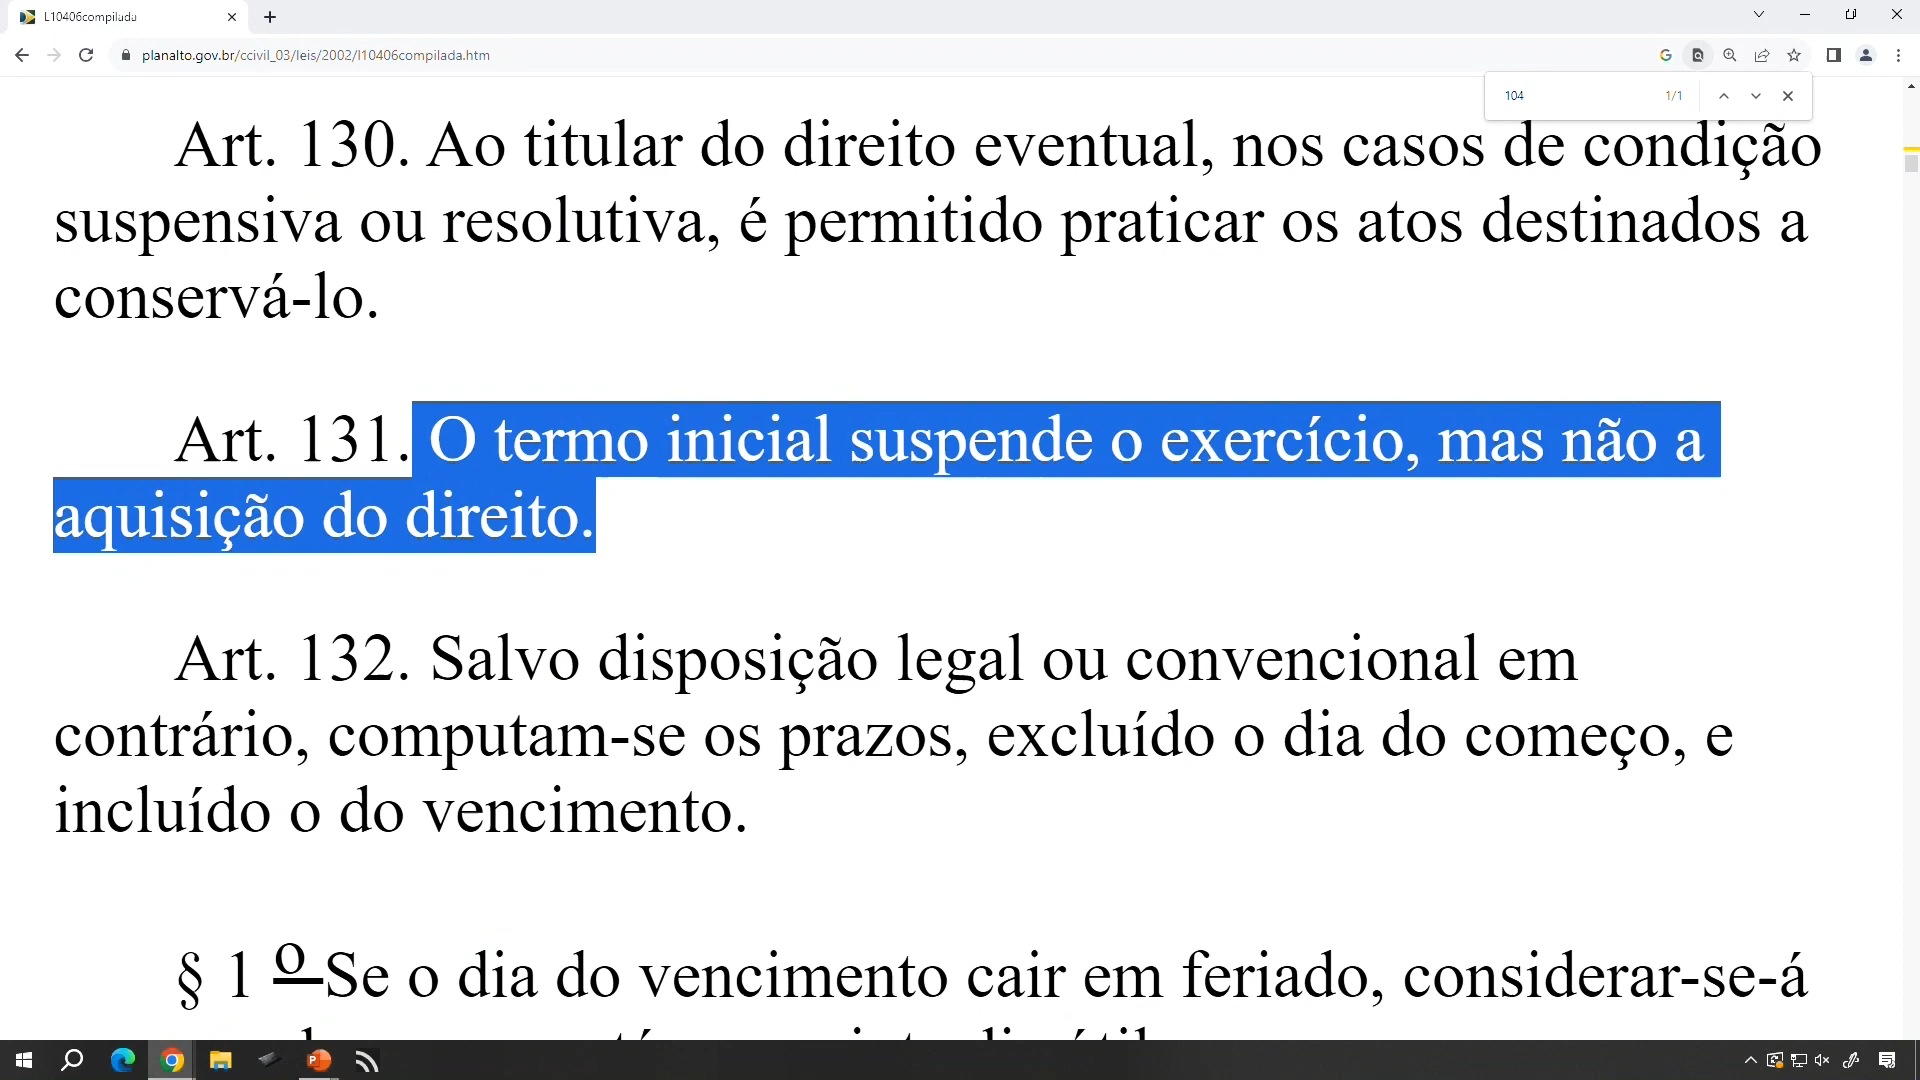 L10406compiludu
planalto.gov.br/ccivil_03/leis/2002/l10406compilada.htm
104
1/1
Art. 130. Ao titular do direito eventual, nos casos de condição
suspensiva ou resolutiva, é permitido praticar os atos destinados a
conservá-lo.
Art. 131. O termo inicial suspende o exercício, mas não a
aquisição do direito.
Art. 132. Salvo disposição legal ou convencional em
contrário, computam-se os prazos, excluído o dia do começo, e
incluído o do vencimento.
§ 1 º Se o dia do vencimento cair em feriado, considerar-se-á